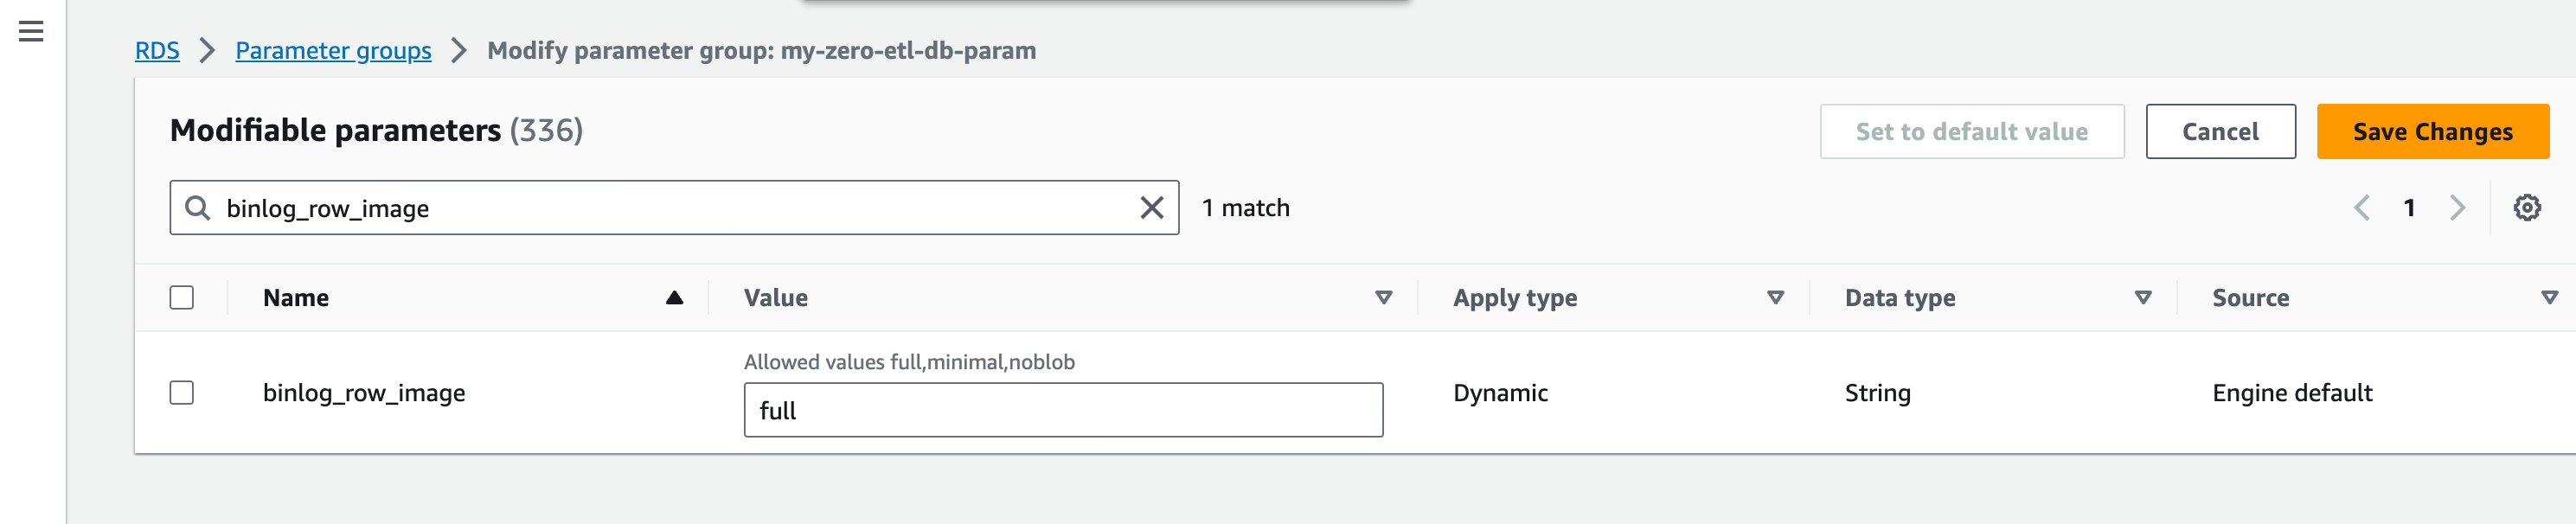 RDS > Parameter groups > Modify parameter group: my-zero-etl-db-param
Modifiable parameters (336)
Set to default value
Cancel
Save Changes
binlog_row_image
1 match
1
Name
Value
Apply type
Data type
Source
Allowed values full,minimal,noblob
binlog_row_image
full
Dynamic
String
Engine default